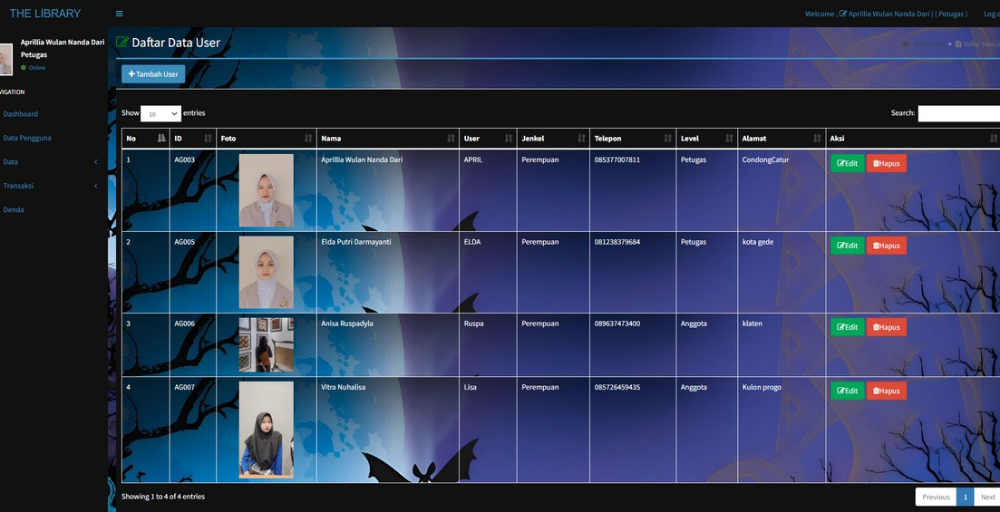 THE LIBRARY
Welcome , Aprillia Wulan Nanda Dari | ( Petugas )
Aprillia Wulan Nanda Dari
Petugas
Online
Dashboard
Data Pengguna
Data
Transaksi
Denda
Daftar Data User
> Daftar Data
Tambah User
Show 10 entries
Search:
No ID Foto Nama User Jenkel Telepon Level Alamat Aksi
1 AG003 Aprillia Wulan Nanda Dari APRIL Perempuan 085377007811 Petugas CondongCatur Edit Hapus
2 AG005 Elda Putri Darmayanti ELDA Perempuan 081238379684 Petugas kota gede Edit Hapus
3 AG006 Anisa Ruspadyla Ruspa Perempuan 089637473400 Anggota klaten Edit Hapus
4 AG007 Vitra Nuhalisa Lisa Perempuan 085726459435 Anggota Kulon progo Edit Hapus
Showing 1 to 4 of 4 entries
Previous 1 Next